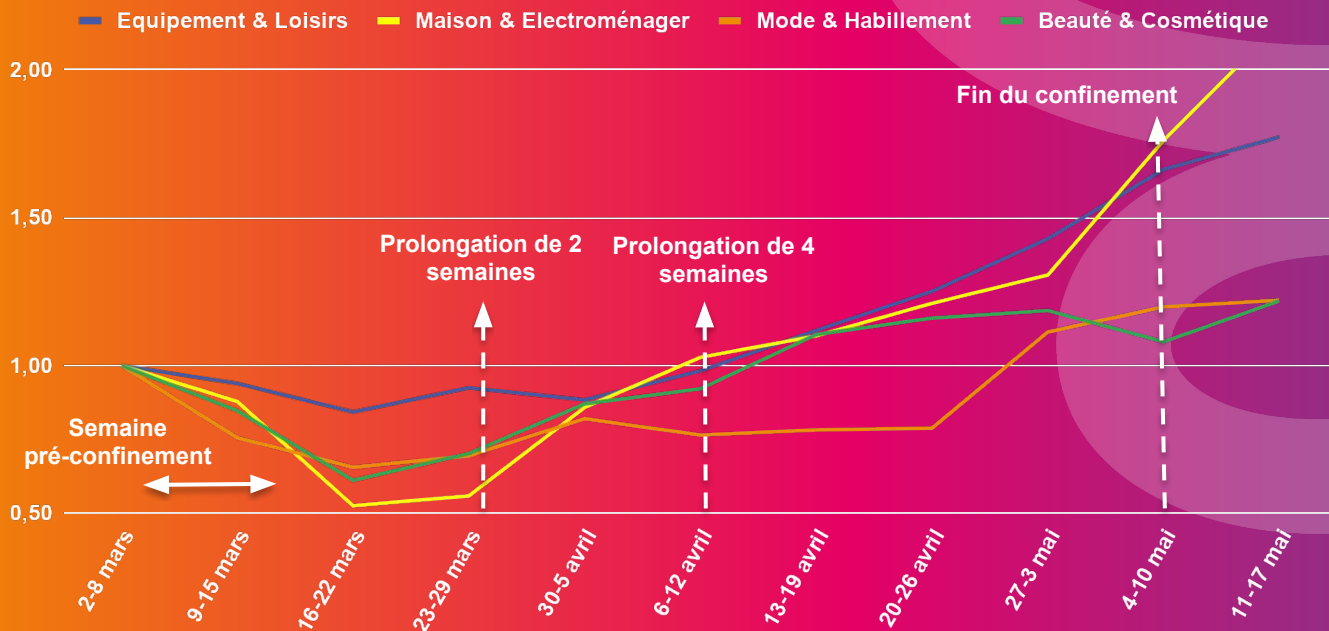 Equipement & Loisirs
Maison & Electroménager
Mode & Habillement
Beauté & Cosmétique
2,00
Fin du confinement
1,50
Prolongation de 2
semaines
Prolongation de 4
semaines
1,00
Semaine
pré-confinement
0,50
2-8 mars
9-15 mars
16-22 mars
23-29 mars
30-5 avril
6-12 avril
13-19 avril
20-26 avril
27-3 mai
4-10 mai
11-17 mai